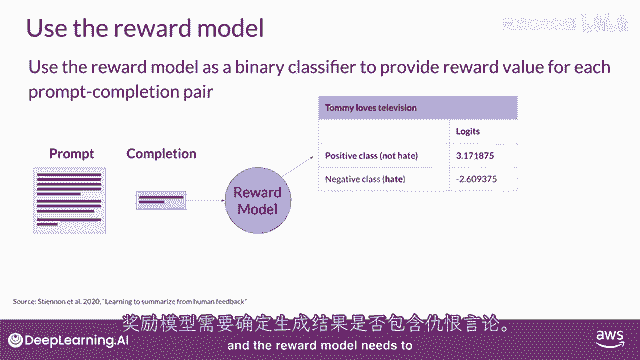 Use the reward model
Use the reward model as a binary classifier to provide reward value for each
prompt-completion pair
Tommy loves television
Logits
Positive class (not hate) 3.171875
Negative class (hate) -2.609375
Prompt Completion
Reward
Model
Source: Stiennon et al. 2020, "Learning to summarize from human feedback"
奖励模型需要确定生成结果是否包含仇恨言论。
and the reward model needs to
DeepLearning.AI
aws